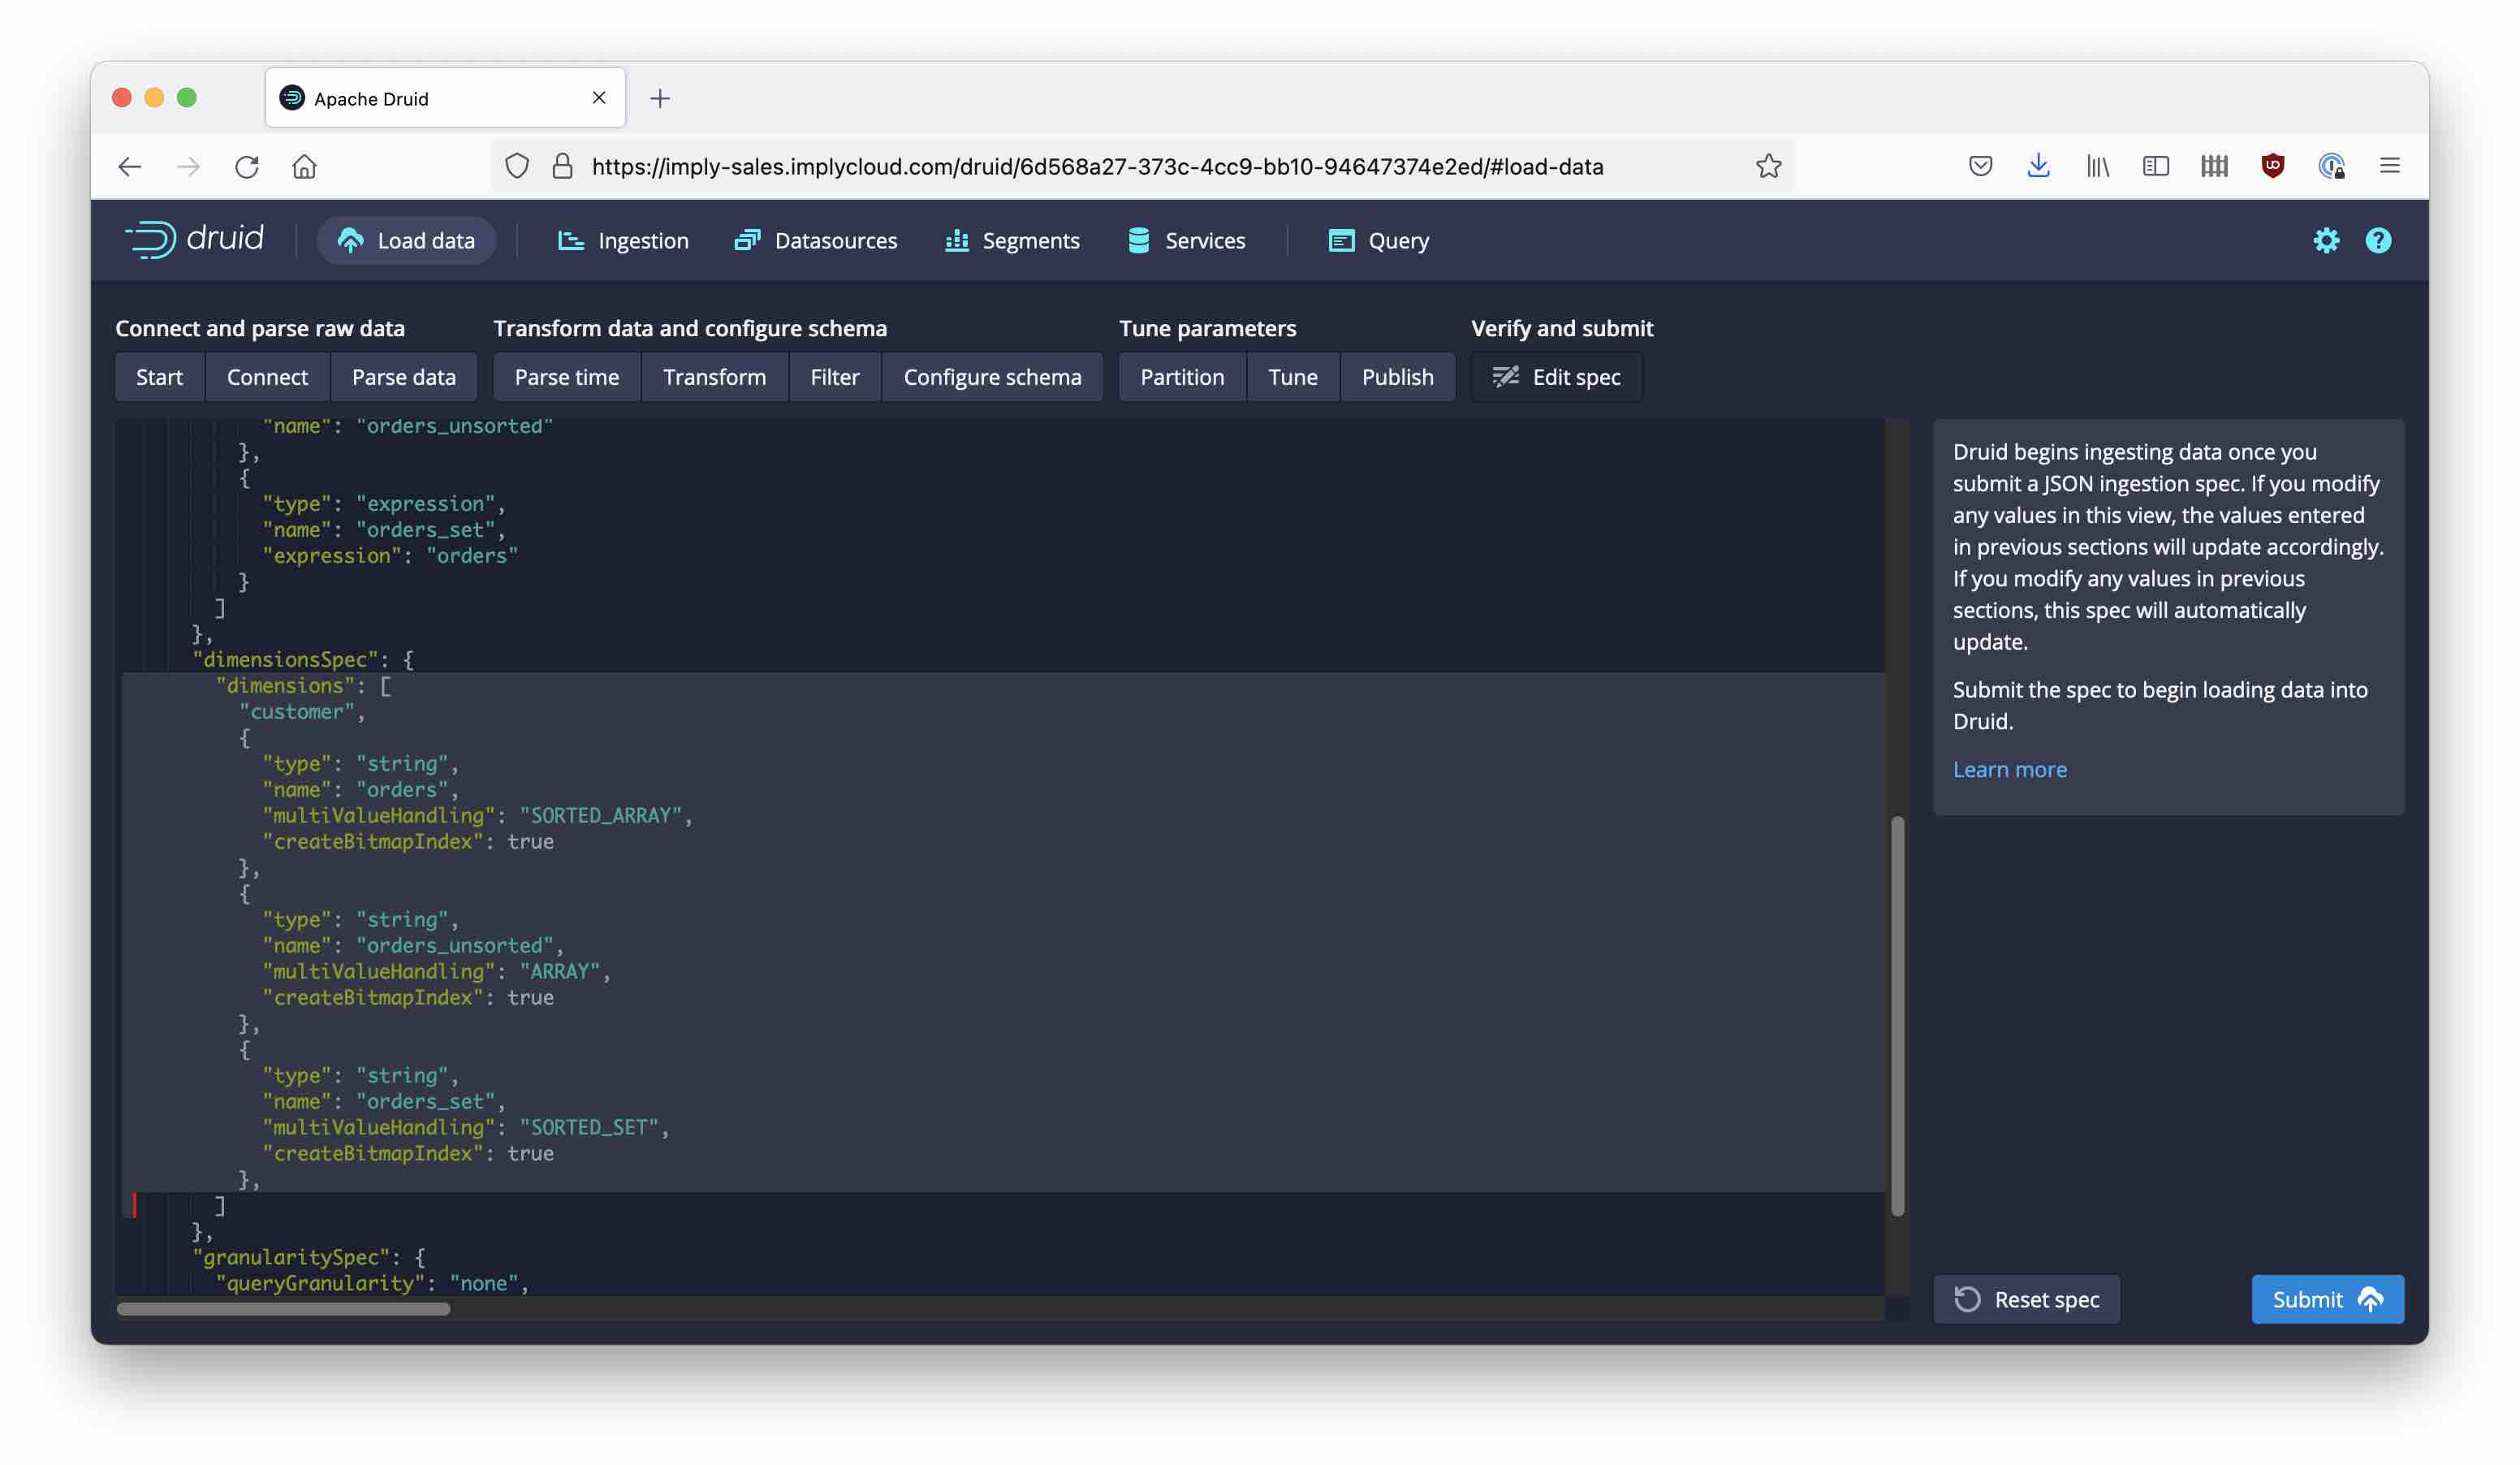 Apache Druid
https://imply-sales.implycloud.com/druid/6d568a27-373c-4cc9-bb10-94647374e2ed/#load-data
druid Load data Ingestion Datasources Segments Services Query
Connect and parse raw data Transform data and configure schema Tune parameters Verify and submit
Start Connect Parse data Parse time Transform Filter Configure schema Partition Tune Publish Edit spec
"name": "orders_unsorted"
},
{
"type": "expression",
"name": "orders_set",
"expression": "orders"
}
]
},
"dimensionsSpec": {
"dimensions": [
"customer",
{
"type": "string",
"name": "orders",
"multiValueHandling": "SORTED_ARRAY",
"createBitmapIndex": true
},
{
"type": "string",
"name": "orders_unsorted",
"multiValueHandling": "ARRAY",
"createBitmapIndex": true
},
{
"type": "string",
"name": "orders_set",
"multiValueHandling": "SORTED_SET",
"createBitmapIndex": true
},
]
},
"granularitySpec": {
"queryGranularity": "none",
Druid begins ingesting data once you
submit a JSON ingestion spec. If you modify
any values in this view, the values entered
in previous sections will update accordingly.
If you modify any values in previous
sections, this spec will automatically
update.
Submit the spec to begin loading data into
Druid.
Learn more
Reset spec
Submit